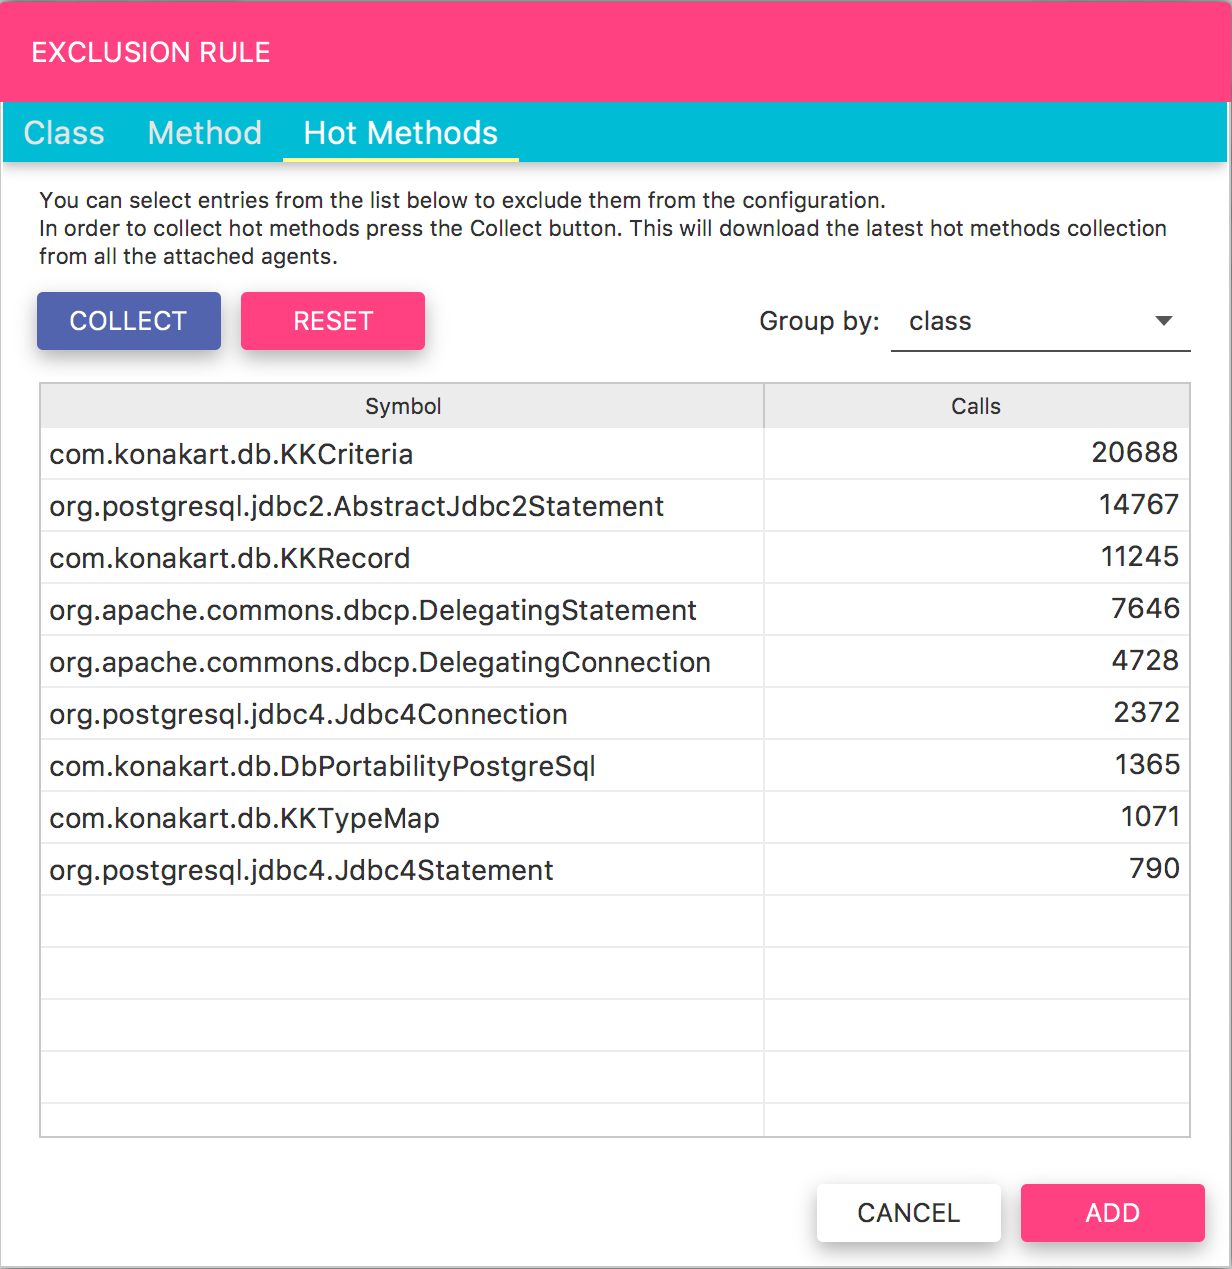 EXCLUSION RULE
Class Method Hot Methods
You can select entries from the list below to exclude them from the configuration.
In order to collect hot methods press the Collect button. This will download the latest hot methods collection
from all the attached agents.
COLLECT RESET Group by: class
Symbol Calls
com.konakart.db.KKCriteria 20688
org.postgresql.jdbc2.AbstractJdbc2Statement 14767
com.konakart.db.KKRecord 11245
org.apache.commons.dbcp.DelegatingStatement 7646
org.apache.commons.dbcp.DelegatingConnection 4728
org.postgresql.jdbc4.Jdbc4Connection 2372
com.konakart.db.DbPortabilityPostgreSql 1365
com.konakart.db.KKTypeMap 1071
org.postgresql.jdbc4.Jdbc4Statement 790
CANCEL ADD